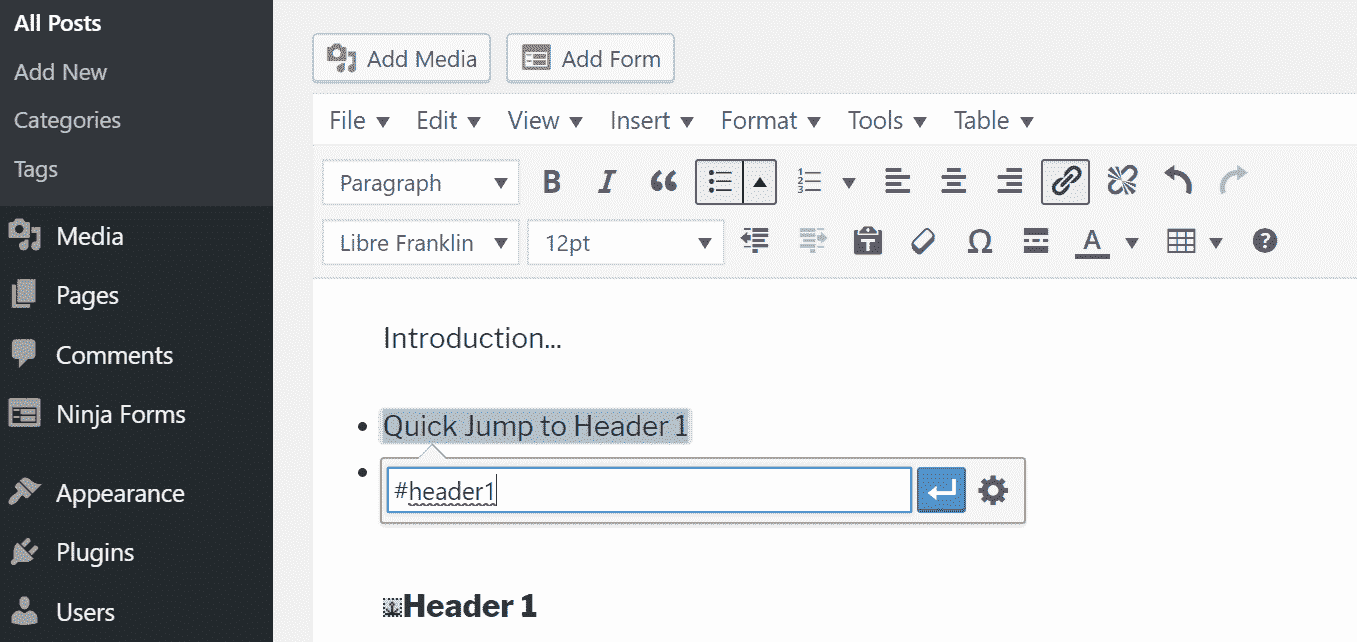 All Posts
Add New
Categories
Tags
Media
Pages
Comments
Ninja Forms
Appearance
Plugins
Users
Add Media Add Form
File Edit View Insert Format Tools Table
Paragraph B I
Libre Franklin 12pt Ω A ?
Introduction...
Quick Jump to Header 1
#header1
Header 1